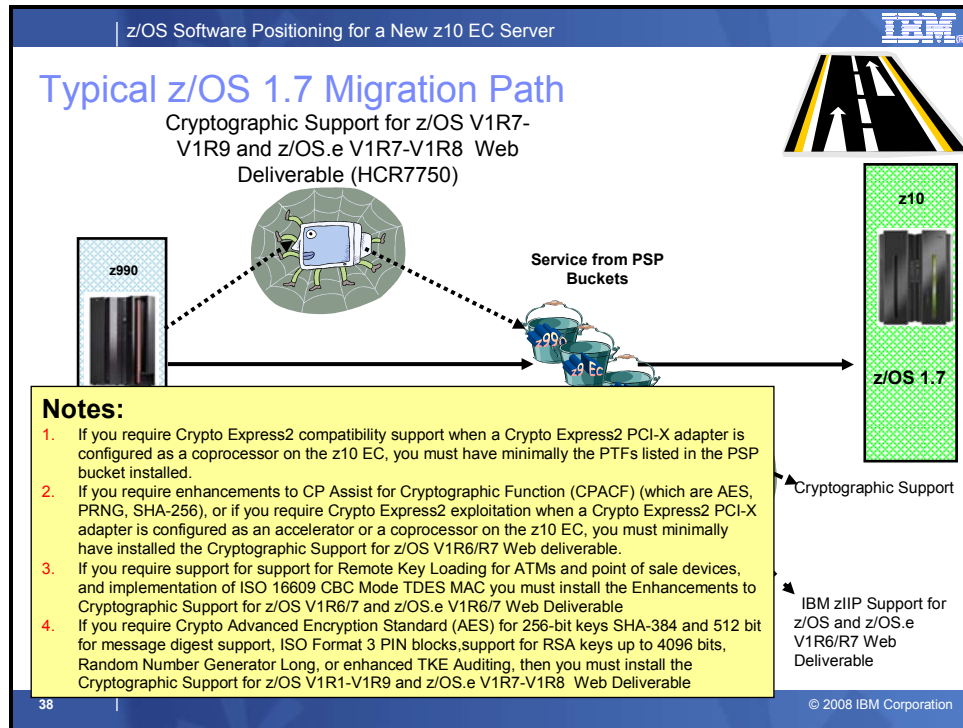 z/OS Software Positioning for a New z10 EC Server
IBM
Typical z/OS 1.7 Migration Path
Cryptographic Support for z/OS V1R7-
V1R9 and z/OS.e V1R7-V1R8 Web
Deliverable (HCR7750)
z10
z990
Service from PSP
Buckets
z990
z9 EC
z/OS 1.7
Notes:
1. If you require Crypto Express2 compatibility support when a Crypto Express2 PCI-X adapter is
configured as a coprocessor on the z10 EC, you must have minimally the PTFs listed in the PSP
bucket installed.
2. If you require enhancements to CP Assist for Cryptographic Function (CPACF) (which are AES,
PRNG, SHA-256), or if you require Crypto Express2 exploitation when a Crypto Express2 PCI-X
adapter is configured as an accelerator or a coprocessor on the z10 EC, you must minimally
have installed the Cryptographic Support for z/OS V1R6/R7 Web deliverable.
3. If you require support for support for Remote Key Loading for ATMs and point of sale devices,
and implementation of ISO 16609 CBC Mode TDES MAC you must install the Enhancements to
Cryptographic Support for z/OS V1R6/7 and z/OS.e V1R6/7 Web Deliverable
4. If you require Crypto Advanced Encryption Standard (AES) for 256-bit keys SHA-384 and 512 bit
for message digest support, ISO Format 3 PIN blocks,support for RSA keys up to 4096 bits,
Random Number Generator Long, or enhanced TKE Auditing, then you must install the
Cryptographic Support for z/OS V1R1-V1R9 and z/OS.e V1R7-V1R8 Web Deliverable
Cryptographic Support
IBM zIIP Support for
z/OS and z/OS.e
V1R6/R7 Web
Deliverable
38
© 2008 IBM Corporation